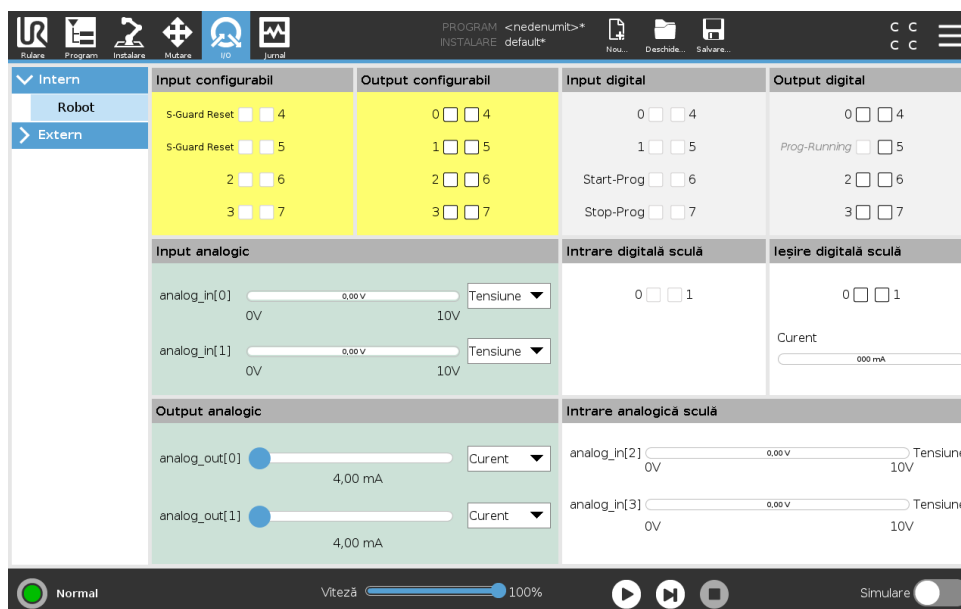 PROGRAM <nedenumit>*
INSTALARE default*
UR
Rulare Program Instalare Mutare I/O Jurnal Nou... Deschide... Salvare...
C C
C C
Intern
Robot
Extern
Input configurabil
S-Guard Reset 4
S-Guard Reset 5
2 6
3 7
Output configurabil
0 4
1 5
2 6
3 7
Input digital
0 4
1 5
Start-Prog 6
Stop-Prog 7
Output digital
0 4
Prog-Running 5
2 6
3 7
Input analogic
analog_in[0] 0,00 V Tensiune
0V 10V
analog_in[1] 0,00 V Tensiune
0V 10V
Intrare digitală sculă
0 1
Ieșire digitală sculă
0 1
Curent
000 mA
Output analogic
analog_out[0] Curent
4,00 mA
analog_out[1] Curent
4,00 mA
Intrare analogică sculă
analog_in[2] 0,00 V Tensiune
0V 10V
analog_in[3] 0,00 V Tensiune
0V 10V
Normal Viteză 100% Simulare